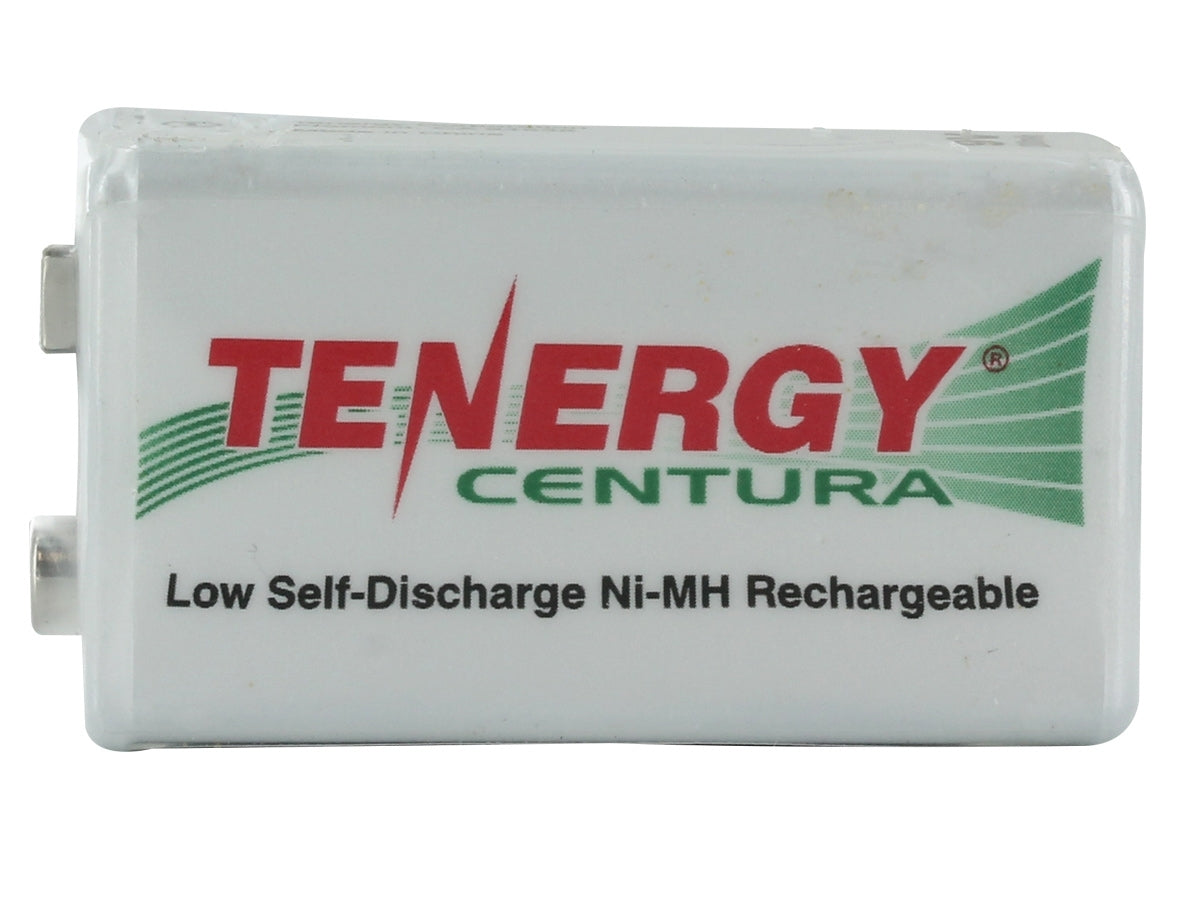 TENERGY®
CENTURA
Low Self-Discharge Ni-MH Rechargeable